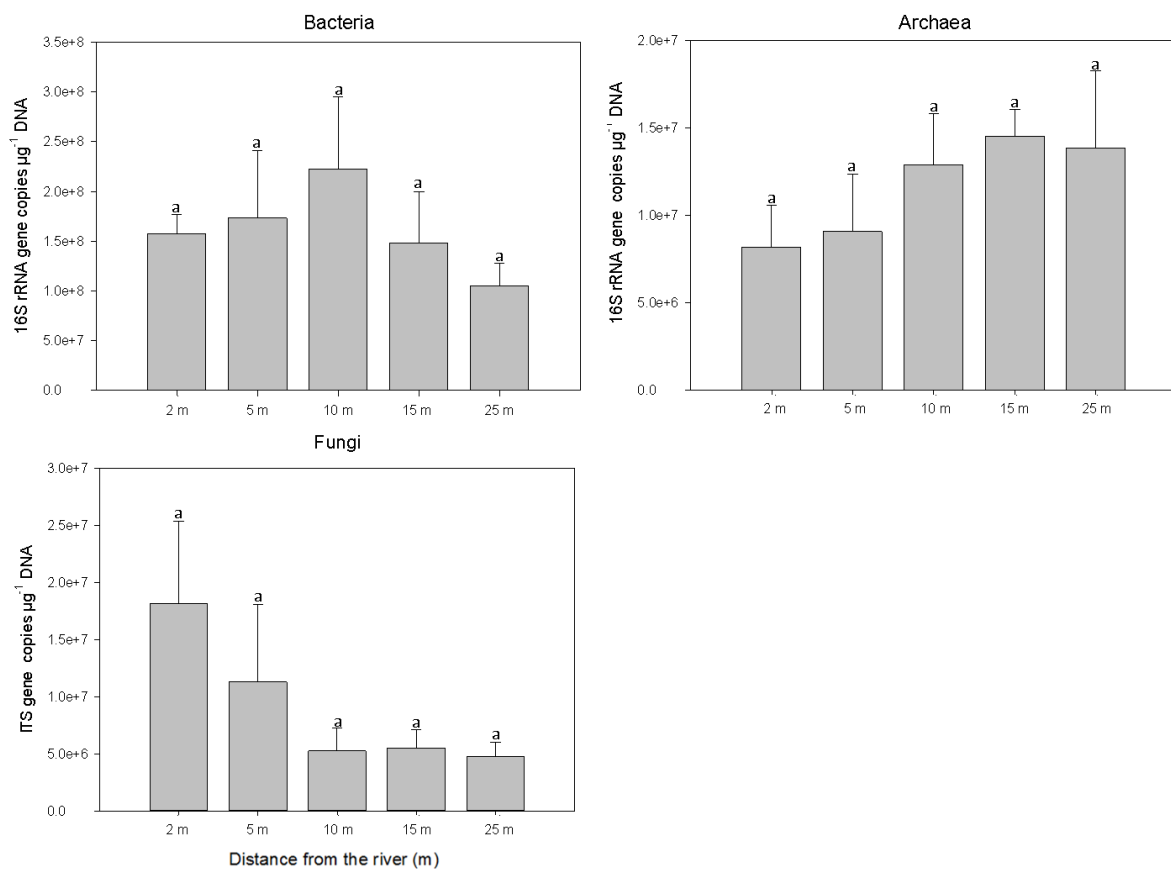 Bacteria
16S rRNA gene copies µg⁻¹ DNA
3.5e+8
3.0e+8
2.5e+8
2.0e+8
1.5e+8
1.0e+8
5.0e+7
0.0
a
a
a
a
a
2 m
5 m
10 m
15 m
25 m
Archaea
16S rRNA gene copies µg⁻¹ DNA
2.0e+7
1.5e+7
1.0e+7
5.0e+6
0.0
a
a
a
a
a
2 m
5 m
10 m
15 m
25 m
Fungi
ITS gene copies µg⁻¹ DNA
3.0e+7
2.5e+7
2.0e+7
1.5e+7
1.0e+7
5.0e+6
0.0
a
a
a
a
a
2 m
5 m
10 m
15 m
25 m
Distance from the river (m)